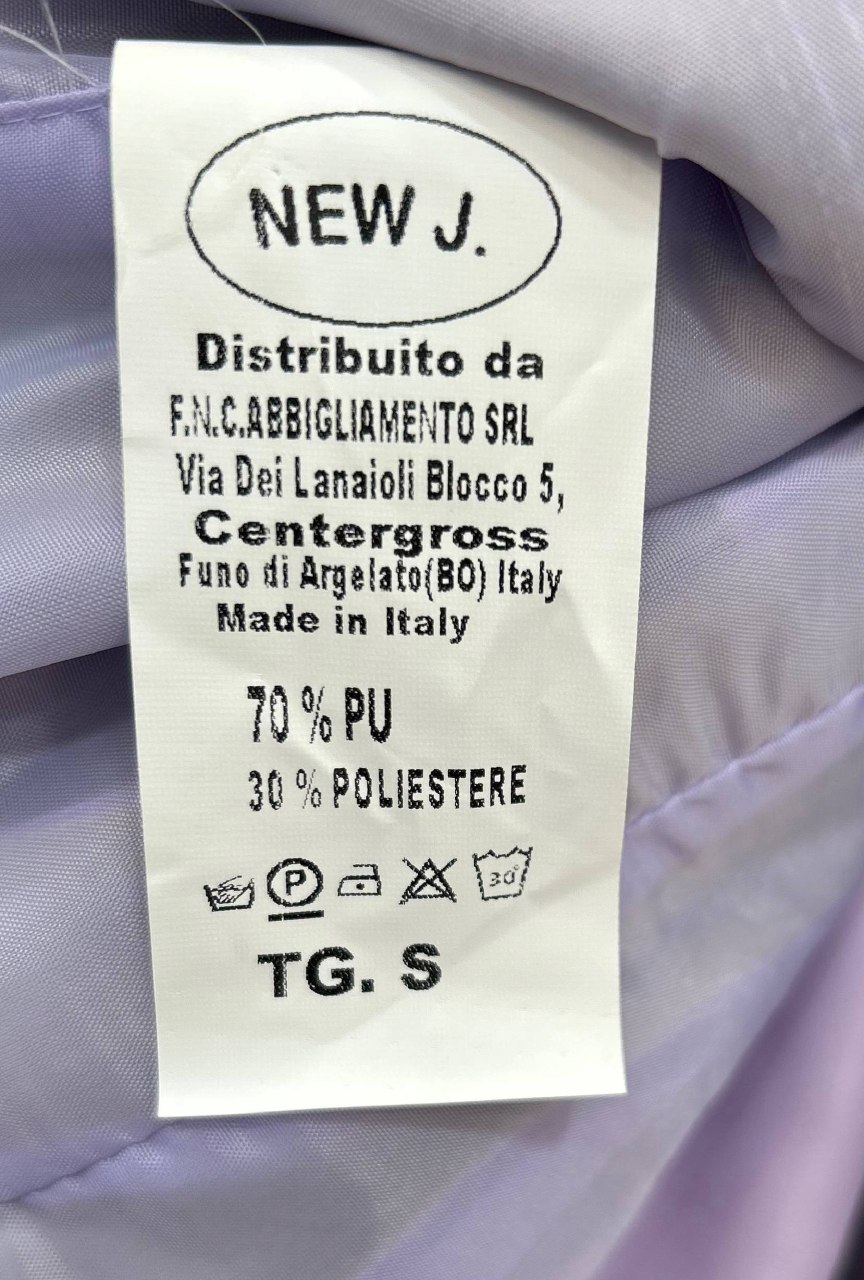 NEW J.
Distribuito da
F.N.C.ABBIGLIAMENTO SRL
Via Dei Lanaioli Blocco 5,
Centergross
Funo di Argelato(BO) Italy
Made in Italy
70 % PU
30 % POLIESTERE
P 30°
TG. S